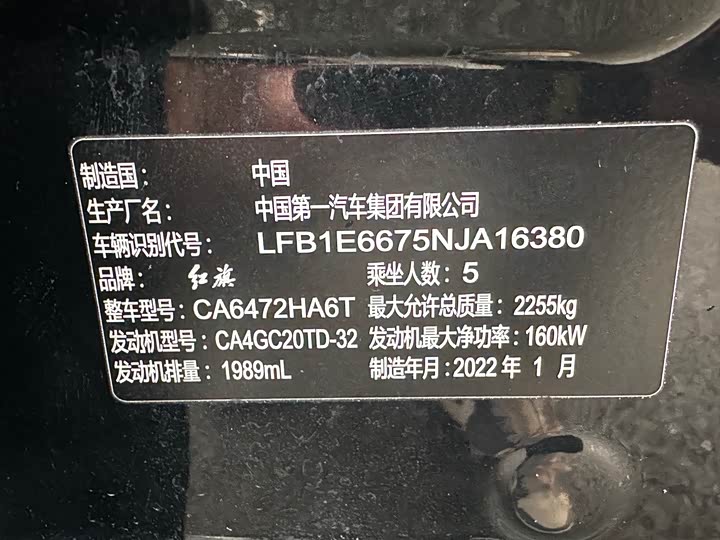 制造国： 中国
生产厂名： 中国第一汽车集团有限公司
车辆识别代号： LFB1E6675NJA16380
品牌： 红旗 乘坐人数：5
整车型号：CA6472HA6T 最大允许总质量：2255kg
发动机型号：CA4GC20TD-32 发动机最大净功率：160kW
发动机排量：1989mL 制造年月：2022 年 1 月